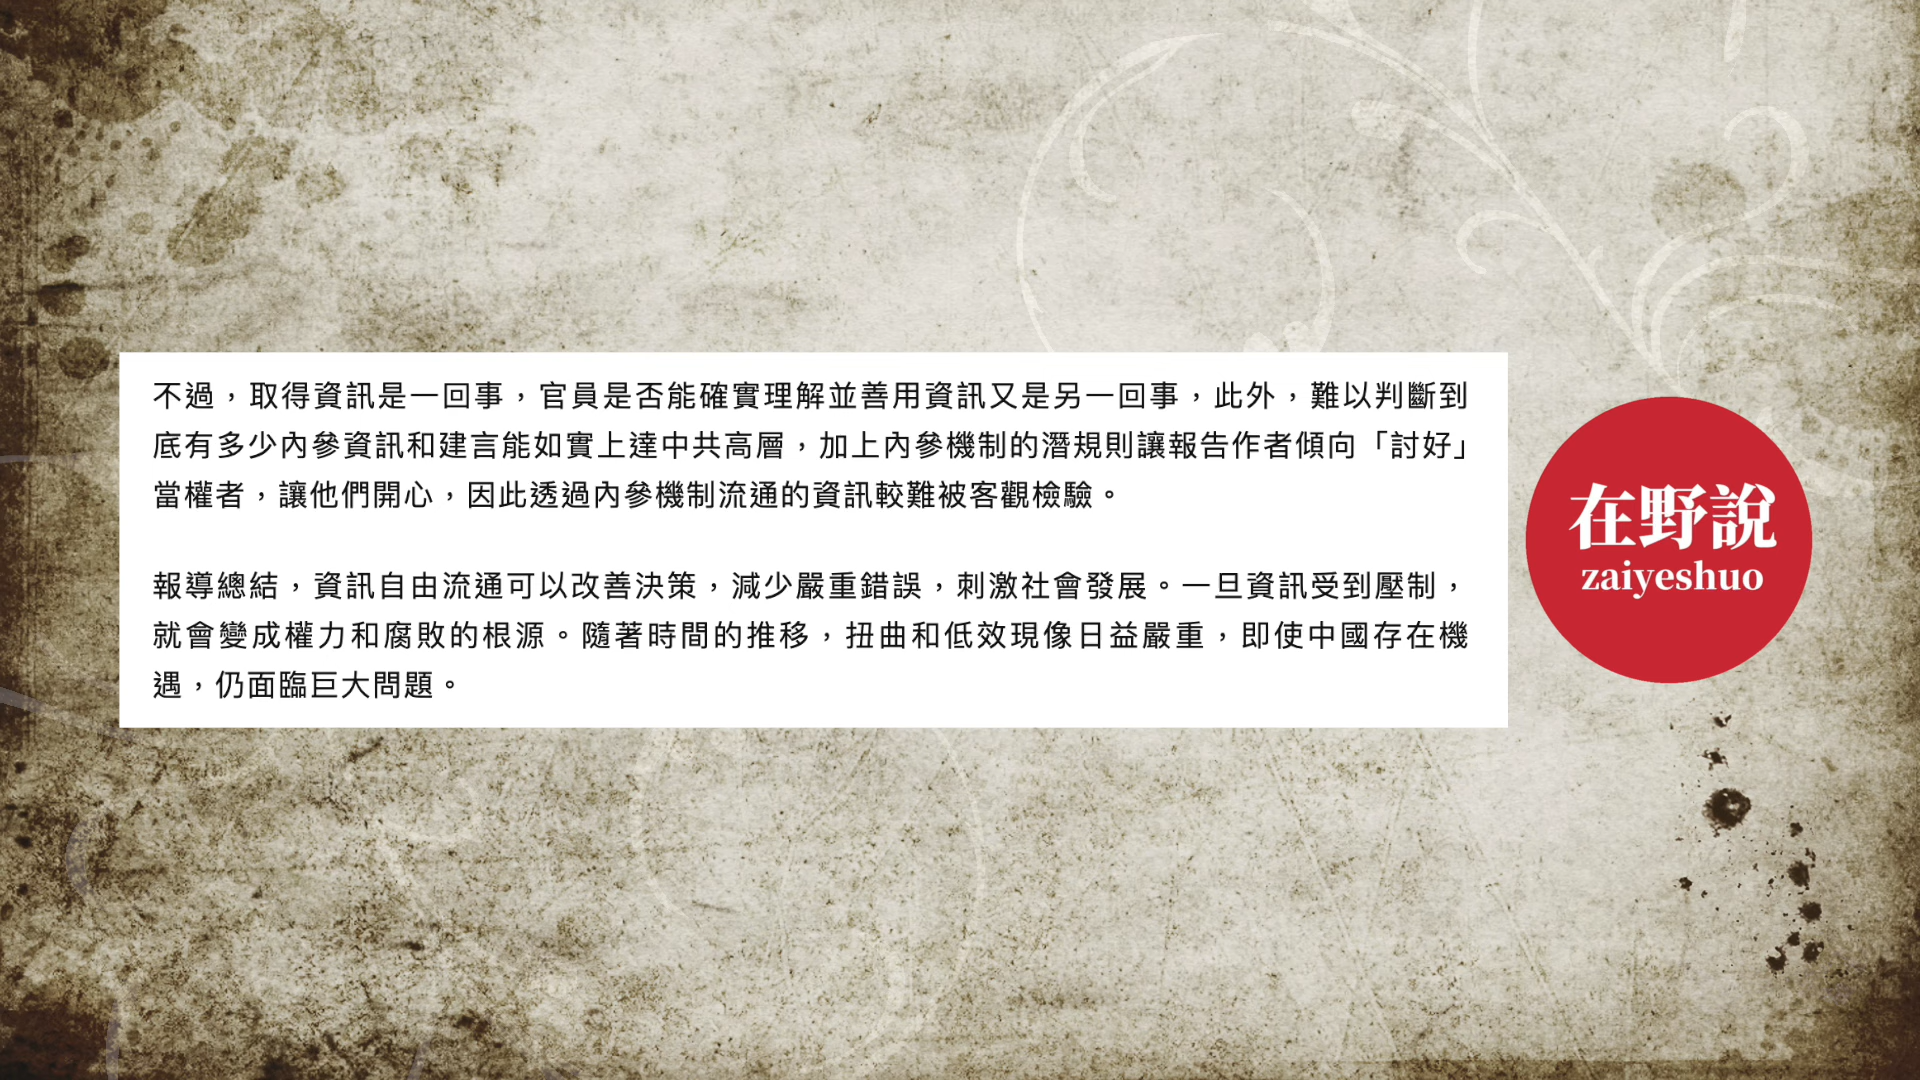 不過，取得資訊是一回事，官員是否能確實理解並善用資訊又是另一回事，此外，難以判斷到
底有多少內參資訊和建言能如實上達中共高層，加上內參機制的潛規則讓報告作者傾向「討好」
當權者，讓他們開心，因此透過內參機制流通的資訊較難被客觀檢驗。
報導總結，資訊自由流通可以改善決策，減少嚴重錯誤，刺激社會發展。一旦資訊受到壓制，
就會變成權力和腐敗的根源。隨著時間的推移，扭曲和低效現像日益嚴重，即使中國存在機
遇，仍面臨巨大問題。
在野說
zaiyeshuo